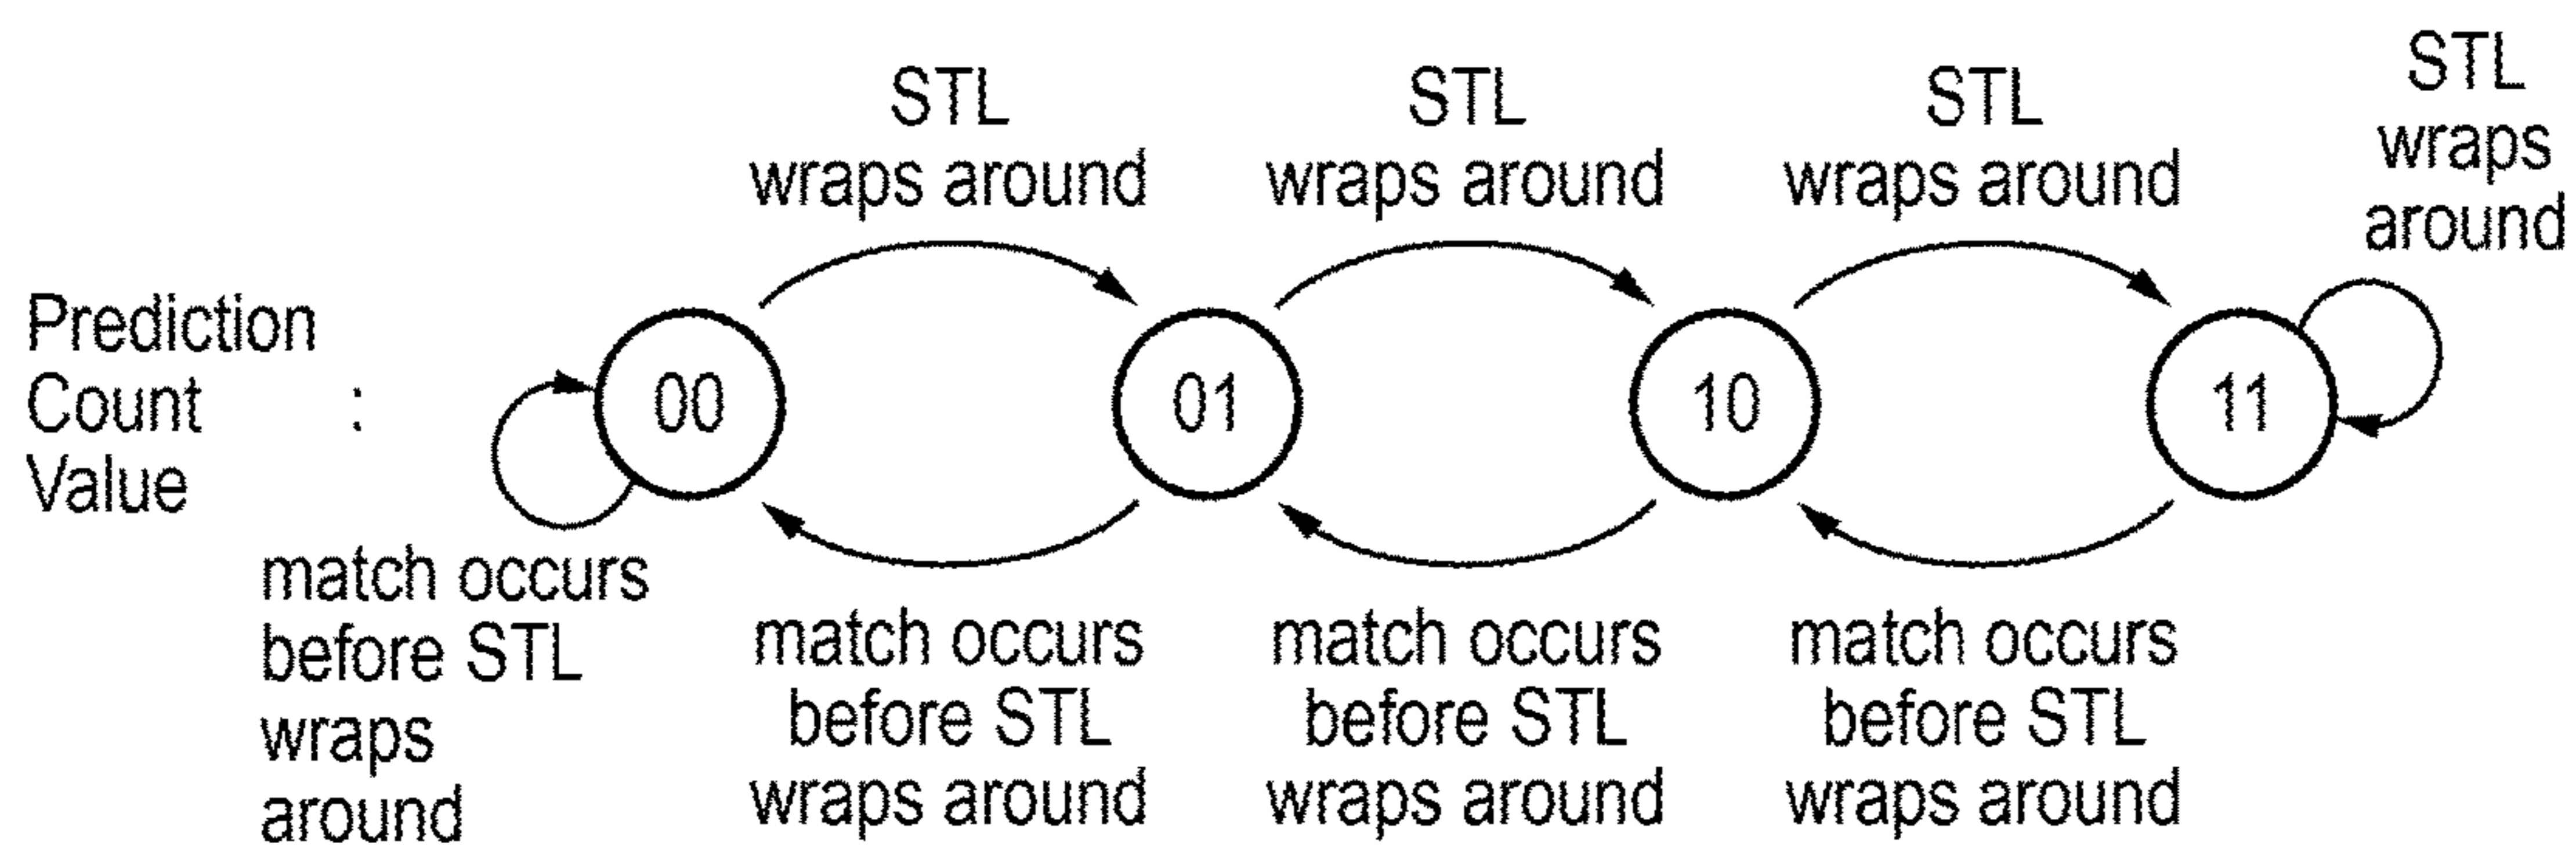 STL
wraps around
STL
wraps around
STL
wraps around
STL
wraps
around
Prediction
Count :
Value
00
01
10
11
match occurs
before STL
wraps
around
match occurs
before STL
wraps around
match occurs
before STL
wraps around
match occurs
before STL
wraps around